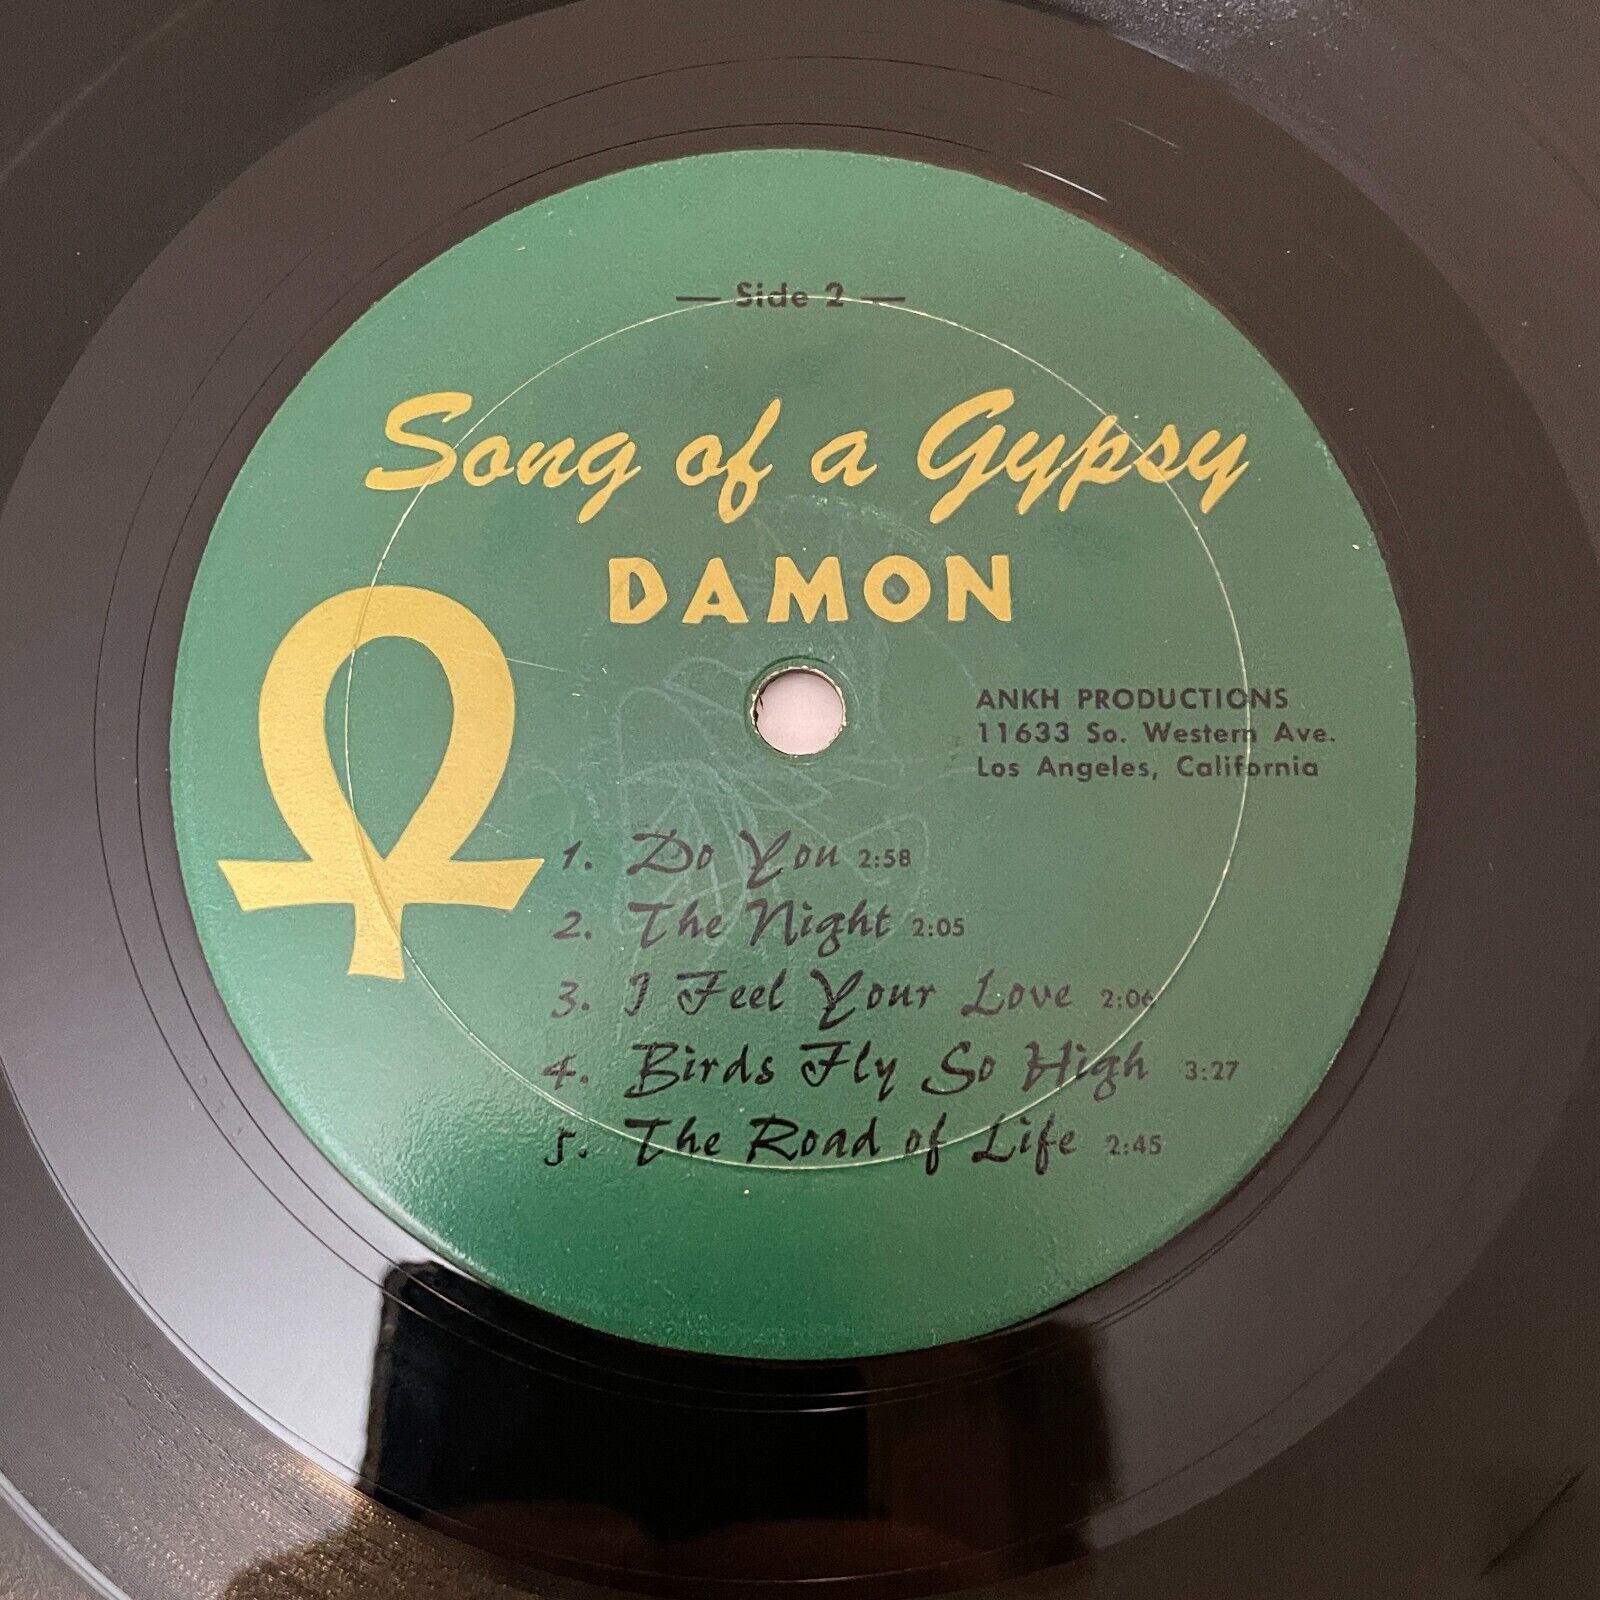 — Side 2 —
Song of a Gypsy
DAMON
ANKH PRODUCTIONS
11633 So. Western Ave.
Los Angeles, California
1. Do You 2:58
2. The Night 2:05
3. I Feel Your Love 2:06
4. Birds Fly So High 3:27
5. The Road of Life 2:45